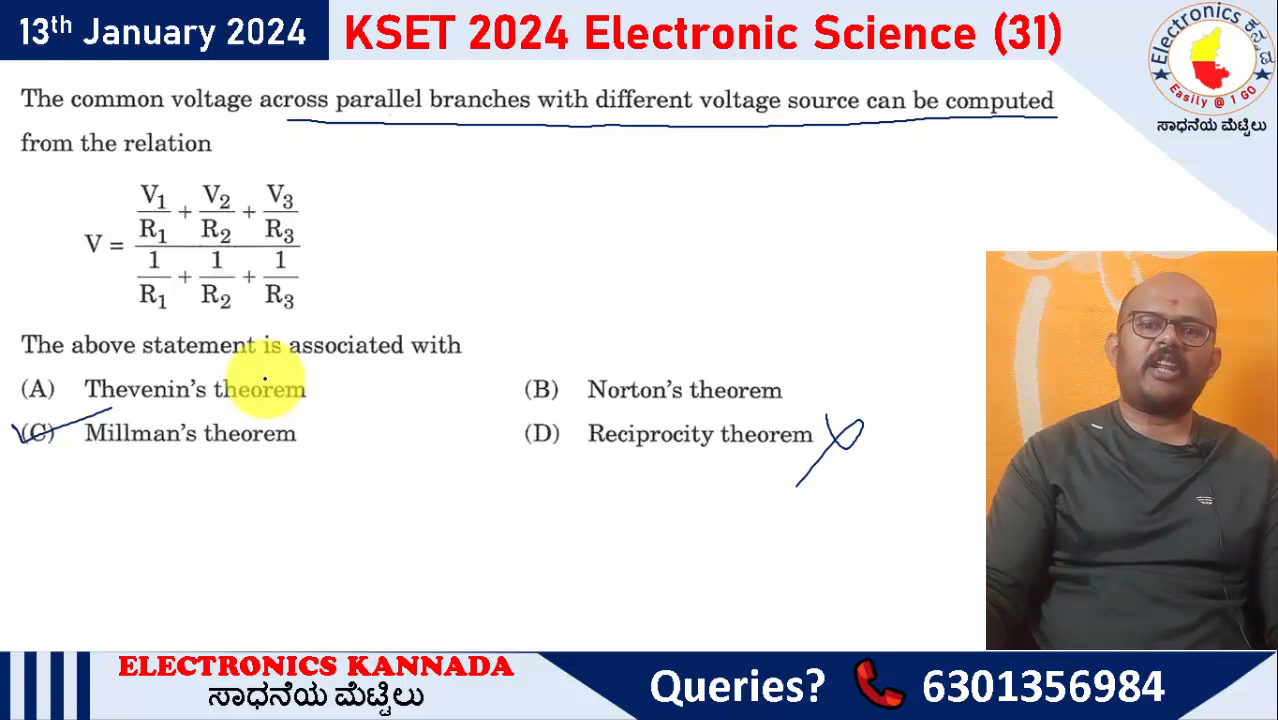 13th January 2024
KSET 2024 Electronic Science (31)
Electronics ಕನ್ನಡ
Easily @ 1 GO
ಸಾಧನೆಯ ಮೆಟ್ಟಿಲು
The common voltage across parallel branches with different voltage source can be computed
from the relation
V = (V₁/R₁ + V₂/R₂ + V₃/R₃) / (1/R₁ + 1/R₂ + 1/R₃)
The above statement is associated with
(A) Thevenin's theorem (B) Norton's theorem
(C) Millman's theorem (D) Reciprocity theorem
ELECTRONICS KANNADA
ಸಾಧನೆಯ ಮೆಟ್ಟಿಲು
Queries? 6301356984